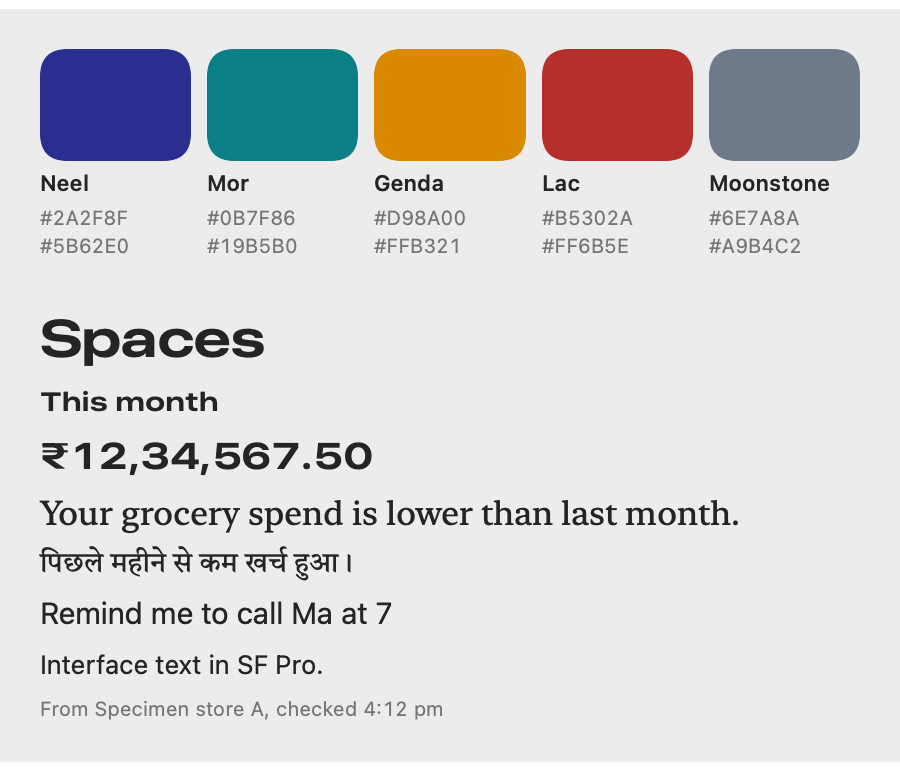 Neel Mor Genda Lac Moonstone
#2A2F8F #0B7F86 #D98A00 #B5302A #6E7A8A
#5B62E0 #19B5B0 #FFB321 #FF6B5E #A9B4C2
Spaces
This month
₹12,34,567.50
Your grocery spend is lower than last month.
पिछले महीने से कम खर्च हुआ।
Remind me to call Ma at 7
Interface text in SF Pro.
From Specimen store A, checked 4:12 pm